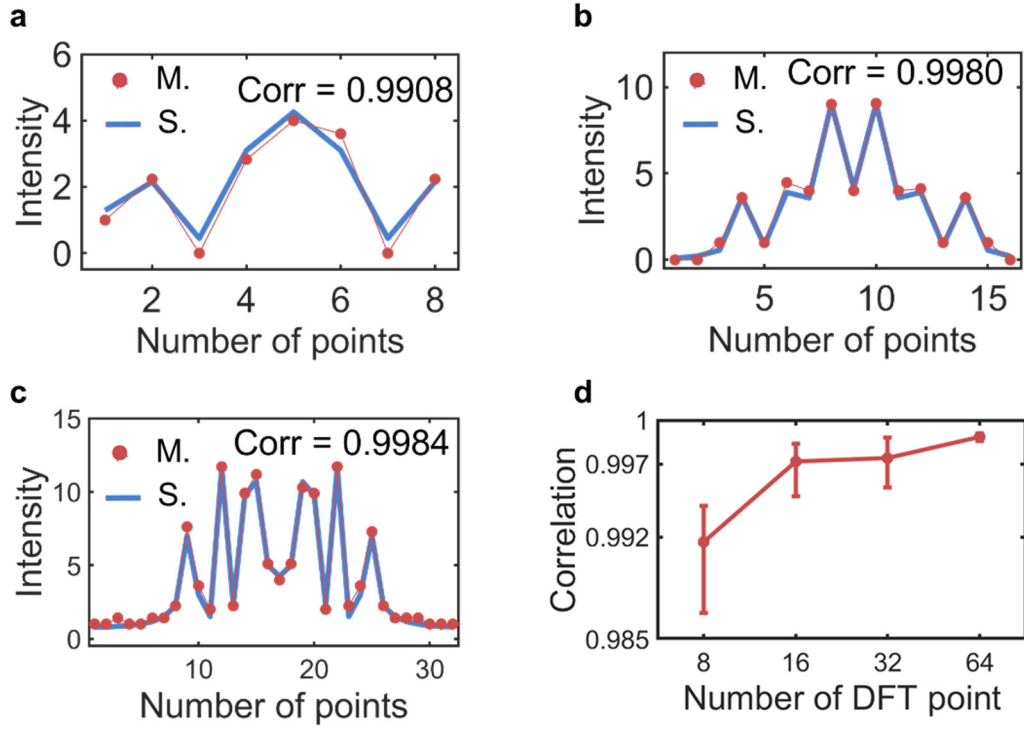 a
6
4
2
0
Intensity
M.
S.
Corr = 0.9908
2 4 6 8
Number of points
b
10
5
0
Intensity
M.
S.
Corr = 0.9980
5 10 15
Number of points
c
15
10
5
0
Intensity
M.
S.
Corr = 0.9984
10 20 30
Number of points
d
1
0.997
0.992
0.985
Correlation
8 16 32 64
Number of DFT point